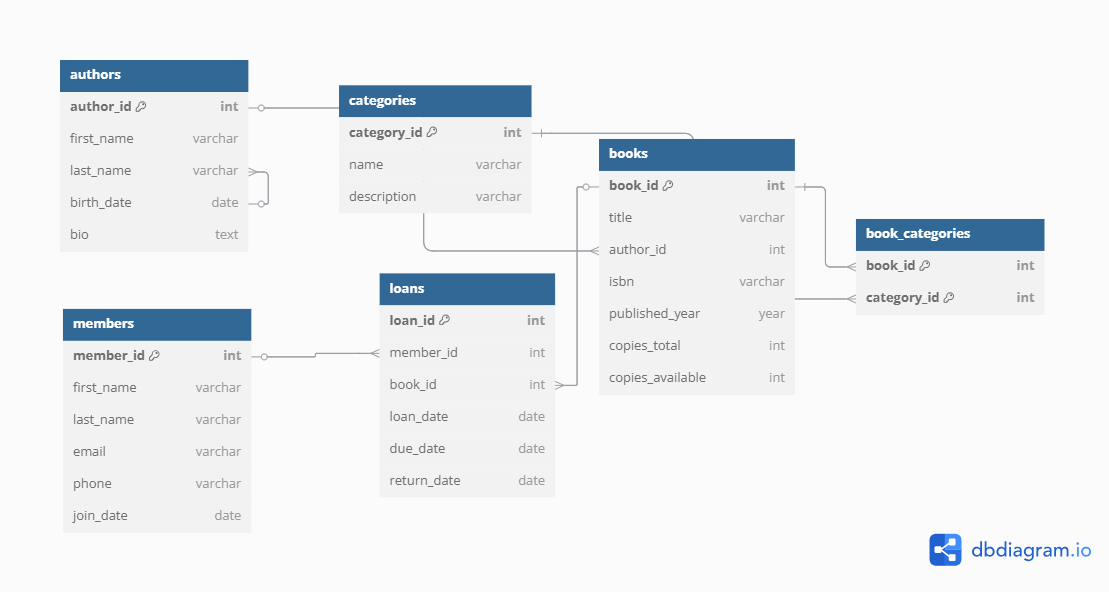 authors
author_id int
first_name varchar
last_name varchar
birth_date date
bio text
categories
category_id int
name varchar
description varchar
books
book_id int
title varchar
author_id int
isbn varchar
published_year year
copies_total int
copies_available int
book_categories
book_id int
category_id int
members
member_id int
first_name varchar
last_name varchar
email varchar
phone varchar
join_date date
loans
loan_id int
member_id int
book_id int
loan_date date
due_date date
return_date date
dbdiagram.io